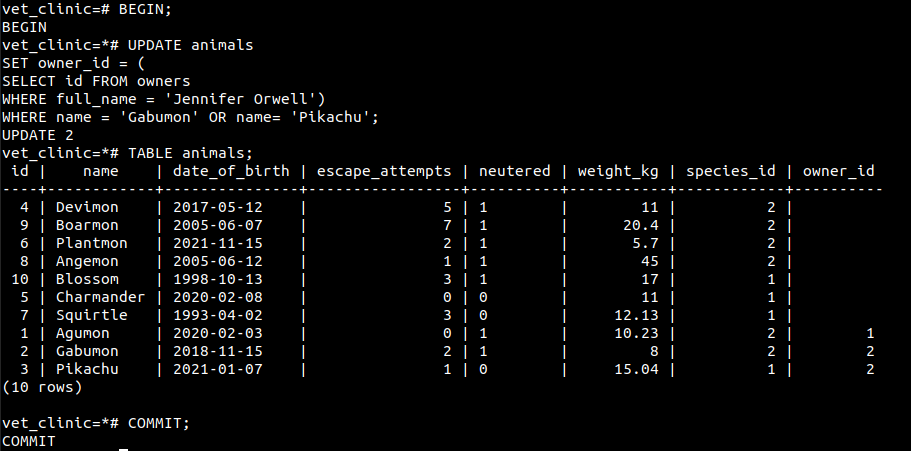 vet_clinic=# BEGIN;
BEGIN
vet_clinic=*# UPDATE animals
SET owner_id = (
SELECT id FROM owners
WHERE full_name = 'Jennifer Orwell')
WHERE name = 'Gabumon' OR name= 'Pikachu';
UPDATE 2
vet_clinic=*# TABLE animals;
 id |    name    | date_of_birth | escape_attempts | neutered | weight_kg | species_id | owner_id
----+------------+---------------+-----------------+----------+-----------+------------+----------
  4 | Devimon    | 2017-05-12    |               5 | 1        |        11 |          2 |
  9 | Boarmon    | 2005-06-07    |               7 | 1        |      20.4 |          2 |
  6 | Plantmon   | 2021-11-15    |               2 | 1        |       5.7 |          2 |
  8 | Angemon    | 2005-06-12    |               1 | 1        |        45 |          2 |
 10 | Blossom    | 1998-10-13    |               3 | 1        |        17 |          1 |
  5 | Charmander | 2020-02-08    |               0 | 0        |        11 |          1 |
  7 | Squirtle   | 1993-04-02    |               3 | 0        |     12.13 |          1 |
  1 | Agumon     | 2020-02-03    |               0 | 1        |     10.23 |          2 |        1
  2 | Gabumon    | 2018-11-15    |               2 | 1        |         8 |          2 |        2
  3 | Pikachu    | 2021-01-07    |               1 | 0        |     15.04 |          1 |        2
(10 rows)

vet_clinic=*# COMMIT;
COMMIT